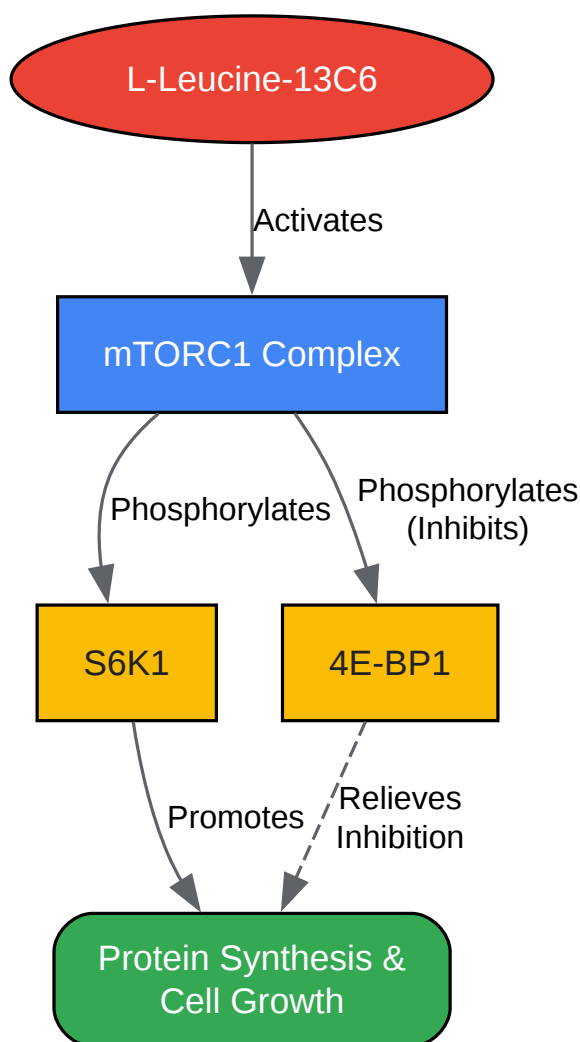 L-Leucine-13C6
Activates
mTORC1 Complex
Phosphorylates
Phosphorylates
(Inhibits)
S6K1
4E-BP1
Promotes
Relieves
Inhibition
Protein Synthesis &
Cell Growth